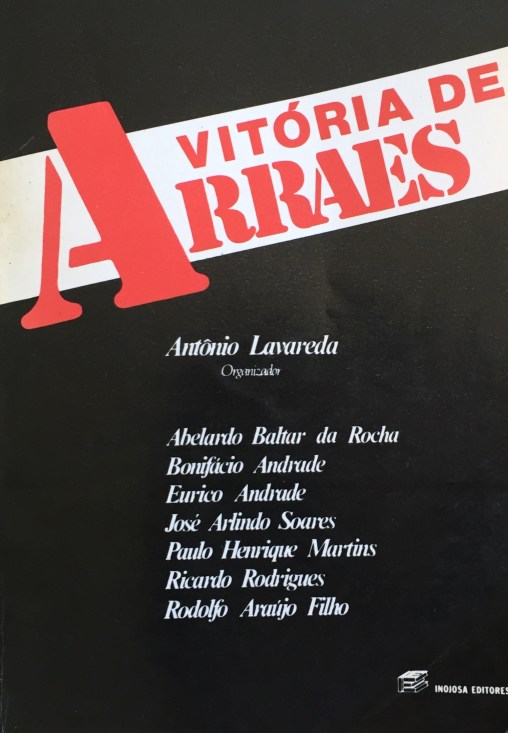 A VITÓRIA DE
ARRAES
Antônio Lavareda
Organizador
Abelardo Baltar da Rocha
Bonifácio Andrade
Eurico Andrade
José Arlindo Soares
Paulo Henrique Martins
Ricardo Rodrigues
Rodolfo Araújo Filho
INOJOSA EDITORES